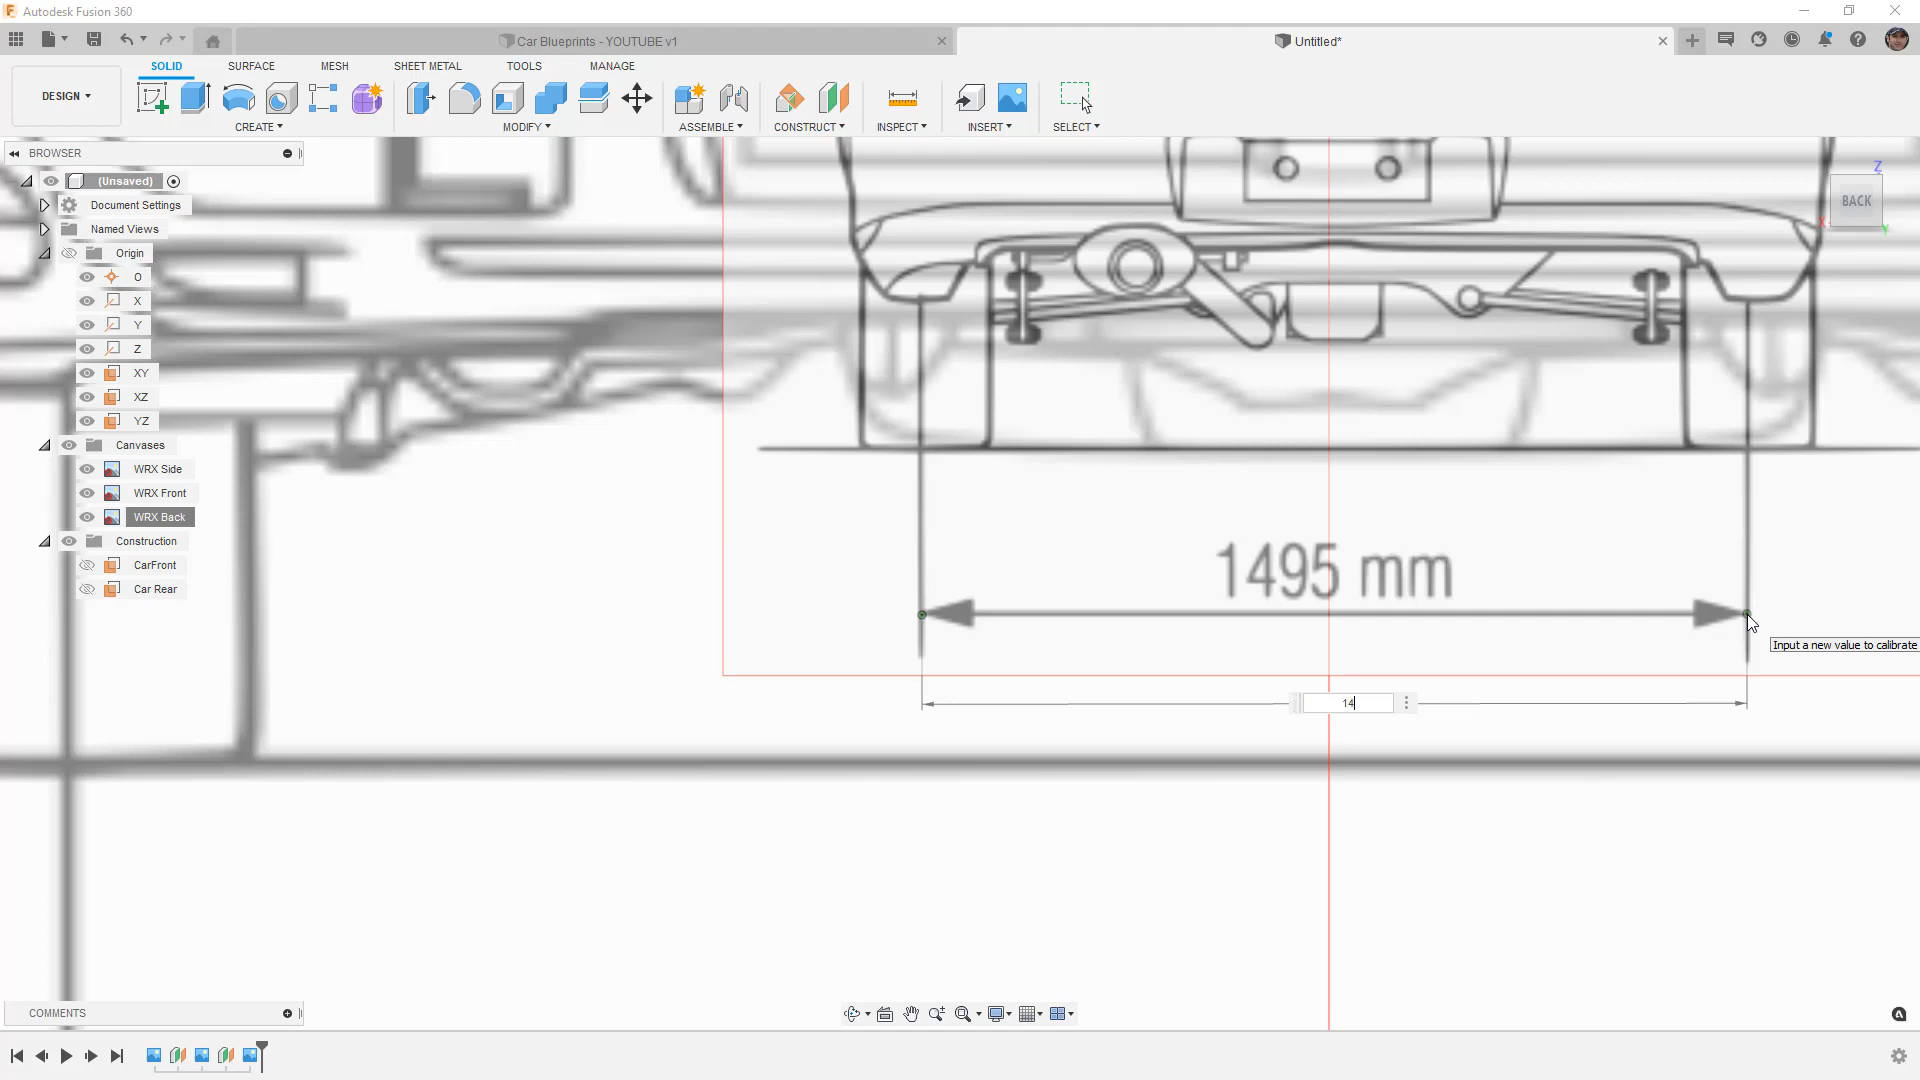 Autodesk Fusion 360
Car Blueprints - YOUTUBE v1
Untitled*
DESIGN
SOLID
SURFACE
MESH
SHEET METAL
TOOLS
MANAGE
CREATE
MODIFY
ASSEMBLE
CONSTRUCT
INSPECT
INSERT
SELECT
BROWSER
(Unsaved)
Document Settings
Named Views
Origin
O
X
Y
Z
XY
XZ
YZ
Canvases
WRX Side
WRX Front
WRX Back
Construction
CarFront
Car Rear
Z
BACK
X
Y
1495 mm
Input a new value to calibrate
14
COMMENTS